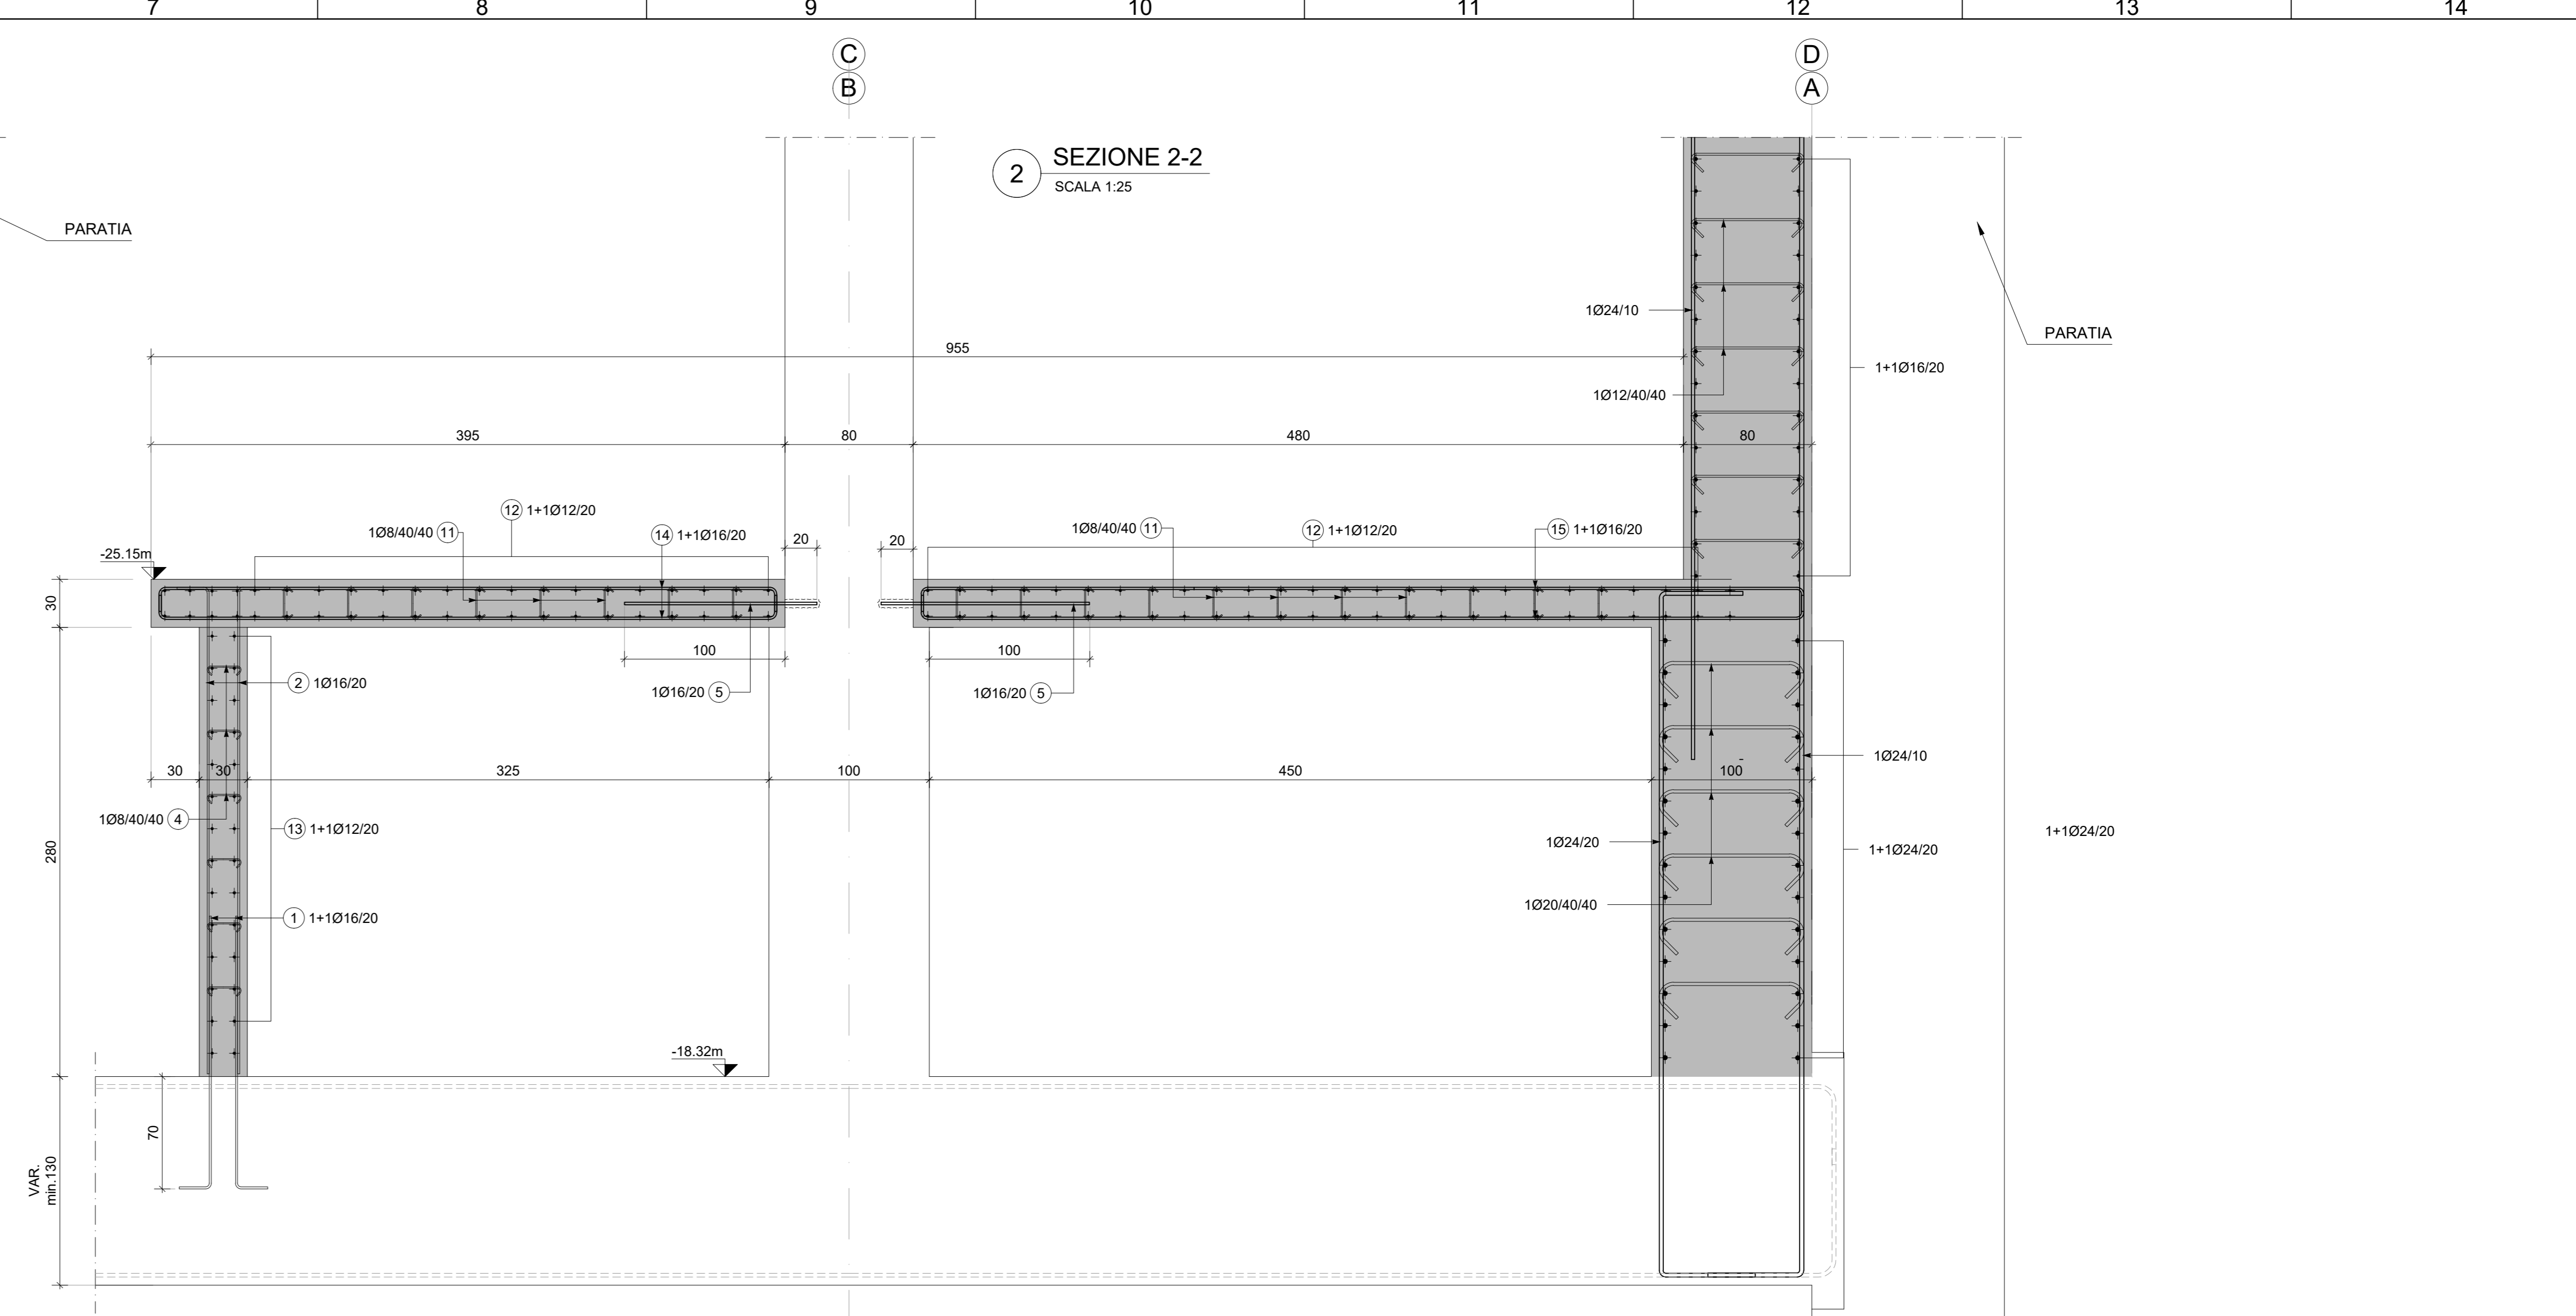 7 8 9 10 11 12 13 14
C D
B A
SEZIONE 2-2
2
SCALA 1:25
PARATIA
1Ø24/10
PARATIA
955
1+1Ø16/20
1Ø12/40/40
395 80 480 80
12 1+1Ø12/20
1Ø8/40/40 11
14 1+1Ø16/20
20
20
1Ø8/40/40 11
12 1+1Ø12/20
15 1+1Ø16/20
-25.15m
30
100
100
2 1Ø16/20
1Ø16/20 5
1Ø16/20 5
1Ø24/10
30 30 325 100 450 100
-
1Ø8/40/40 4
13 1+1Ø12/20
1+1Ø24/20
1Ø24/20
1+1Ø24/20
280
1Ø20/40/40
1 1+1Ø16/20
-18.32m
70
VAR.
min.130